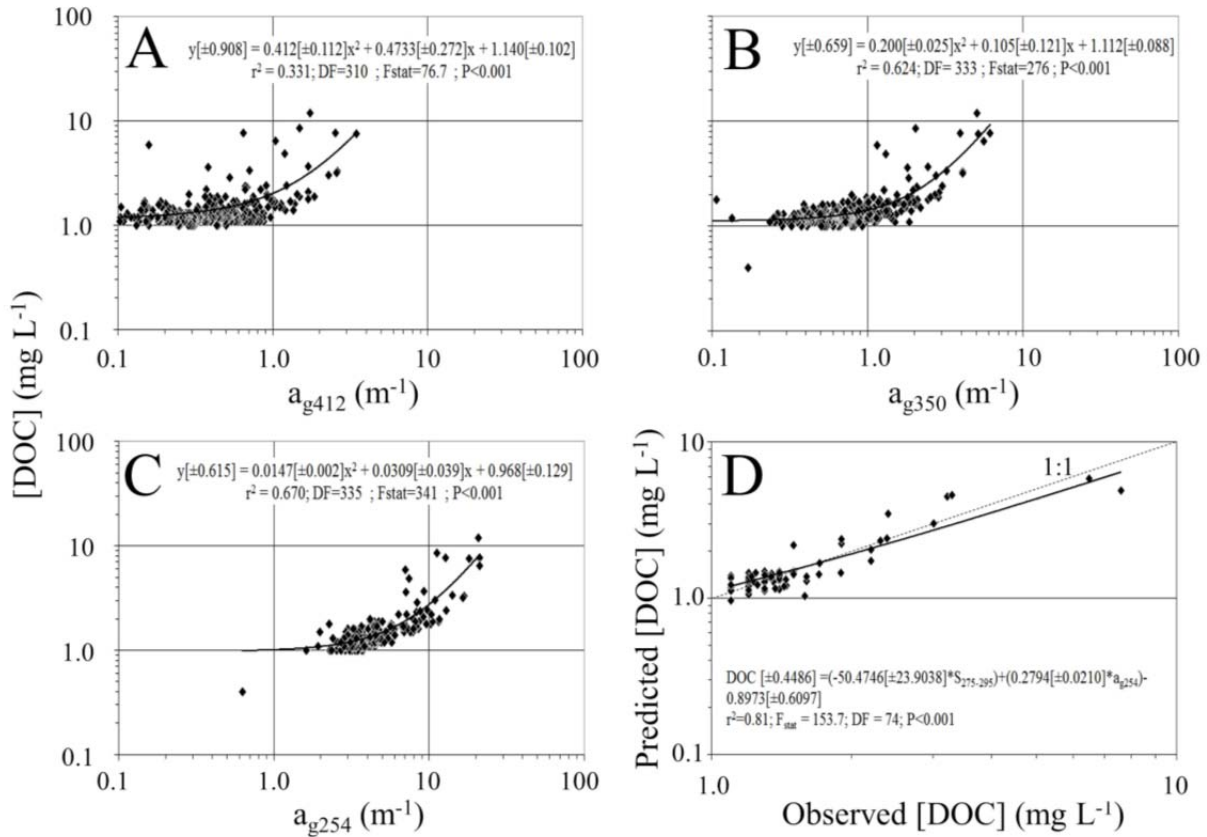 [DOC] (mg L-1)
A
y[±0.908] = 0.412[±0.112]x² + 0.4733[±0.272]x + 1.140[±0.102]
r² = 0.331; DF=310 ; Fstat=76.7 ; P<0.001
100
10
1.0
0.1
0.1 1.0 10 100
ag412 (m-1)
B
y[±0.659] = 0.200[±0.025]x² + 0.105[±0.121]x + 1.112[±0.088]
r² = 0.624; DF= 333 ; Fstat=276 ; P<0.001
0.1 1.0 10 100
ag350 (m-1)
C
y[±0.615] = 0.0147[±0.002]x² + 0.0309[±0.039]x + 0.968[±0.129]
r² = 0.670; DF=335 ; Fstat=341 ; P<0.001
100
10
1.0
0.1
0.1 1.0 10 100
ag254 (m-1)
D
1:1
Predicted [DOC] (mg L-1)
10
1.0
0.1
DOC [±0.4486] =(-50.4746[±23.9038]*S275-295)+(0.2794[±0.0210]*ag254)-
0.8973[±0.6097]
r²=0.81; Fstat = 153.7; DF = 74; P<0.001
1.0 10
Observed [DOC] (mg L-1)